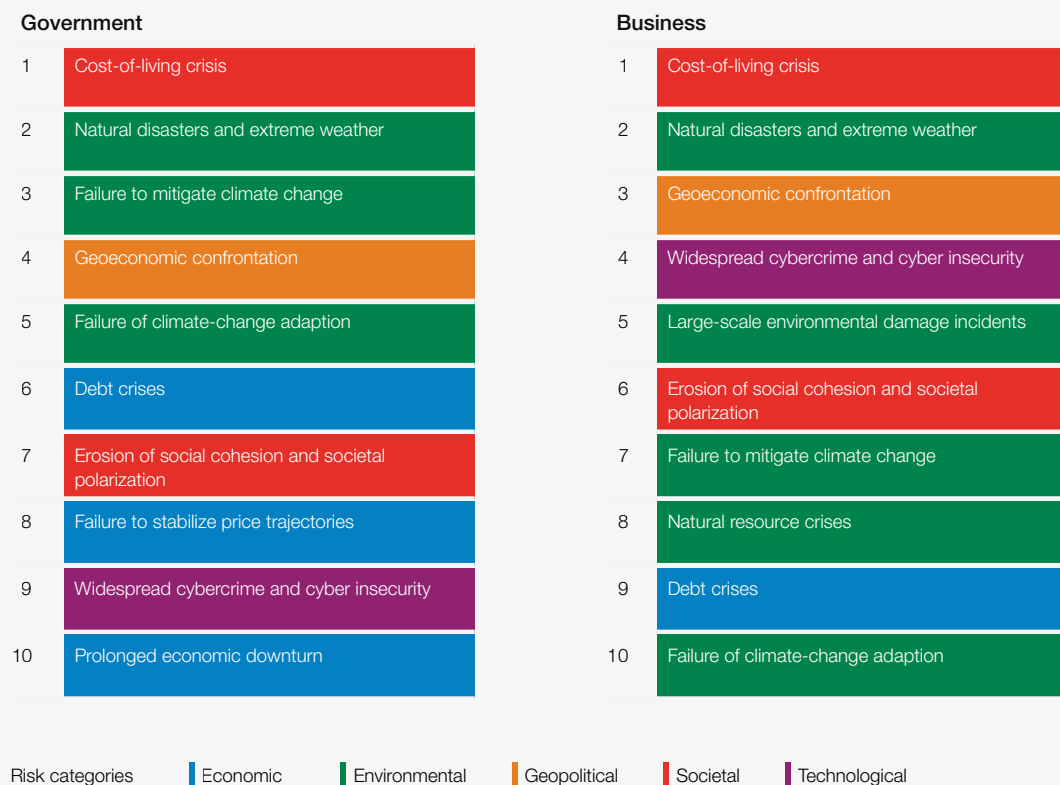 Government
1 Cost-of-living crisis
2 Natural disasters and extreme weather
3 Failure to mitigate climate change
4 Geoeconomic confrontation
5 Failure of climate-change adaption
6 Debt crises
7 Erosion of social cohesion and societal
polarization
8 Failure to stabilize price trajectories
9 Widespread cybercrime and cyber insecurity
10 Prolonged economic downturn
Business
1 Cost-of-living crisis
2 Natural disasters and extreme weather
3 Geoeconomic confrontation
4 Widespread cybercrime and cyber insecurity
5 Large-scale environmental damage incidents
6 Erosion of social cohesion and societal
polarization
7 Failure to mitigate climate change
8 Natural resource crises
9 Debt crises
10 Failure of climate-change adaption
Risk categories Economic Environmental Geopolitical Societal Technological